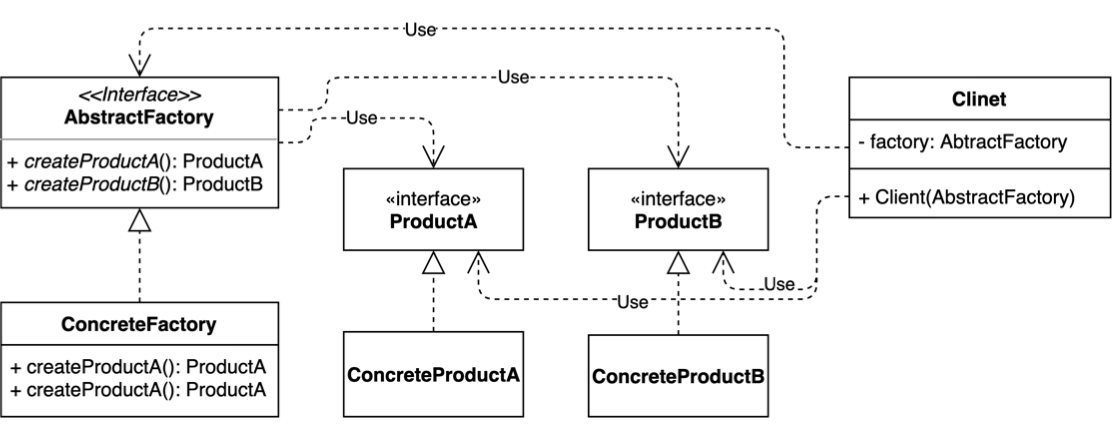 Use
<<Interface>>
AbstractFactory
+ createProductA(): ProductA
+ createProductB(): ProductB
Use
Use
Clinet
- factory: AbtractFactory
+ Client(AbstractFactory)
«interface»
ProductA
«interface»
ProductB
Use
Use
ConcreteFactory
+ createProductA(): ProductA
+ createProductA(): ProductA
ConcreteProductA
ConcreteProductB